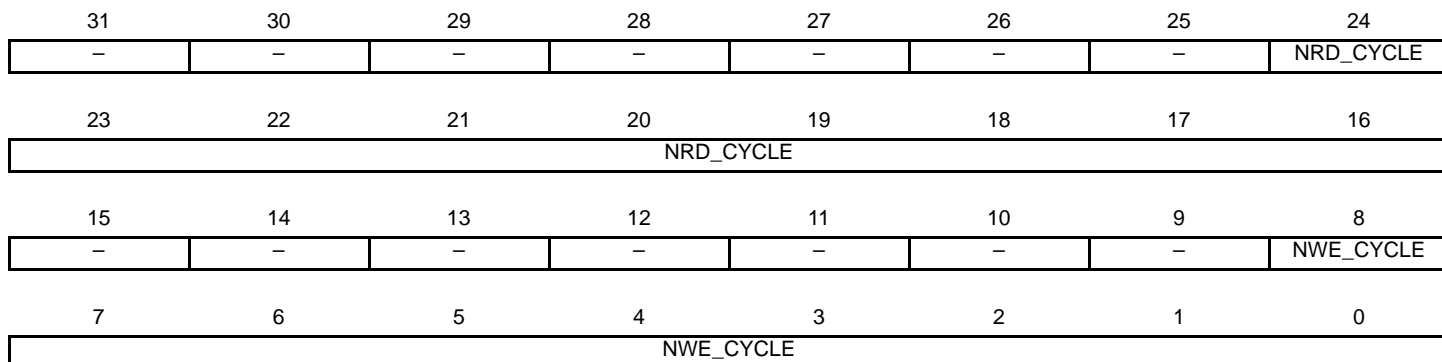 31 30 29 28 27 26 25 24
– – – – – – – NRD_CYCLE
23 22 21 20 19 18 17 16
NRD_CYCLE
15 14 13 12 11 10 9 8
– – – – – – – NWE_CYCLE
7 6 5 4 3 2 1 0
NWE_CYCLE